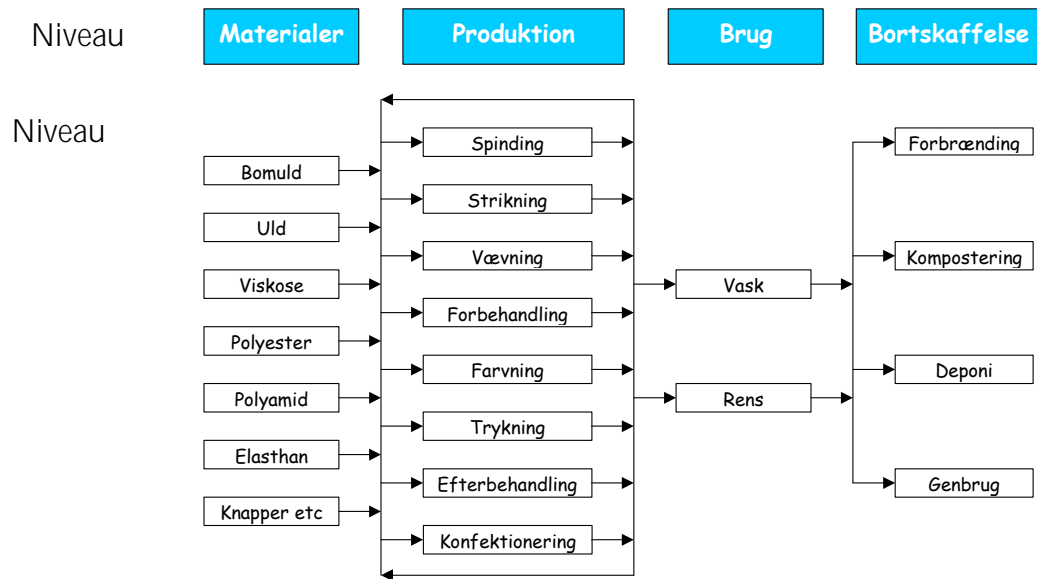 Niveau
Materialer
Produktion
Brug
Bortskaffelse
Niveau
Bomuld
Uld
Viskose
Polyester
Polyamid
Elasthan
Knapper etc
Spinding
Strikning
Vævning
Forbehandling
Farvning
Trykning
Efterbehandling
Konfektionering
Vask
Rens
Forbrænding
Kompostering
Deponi
Genbrug